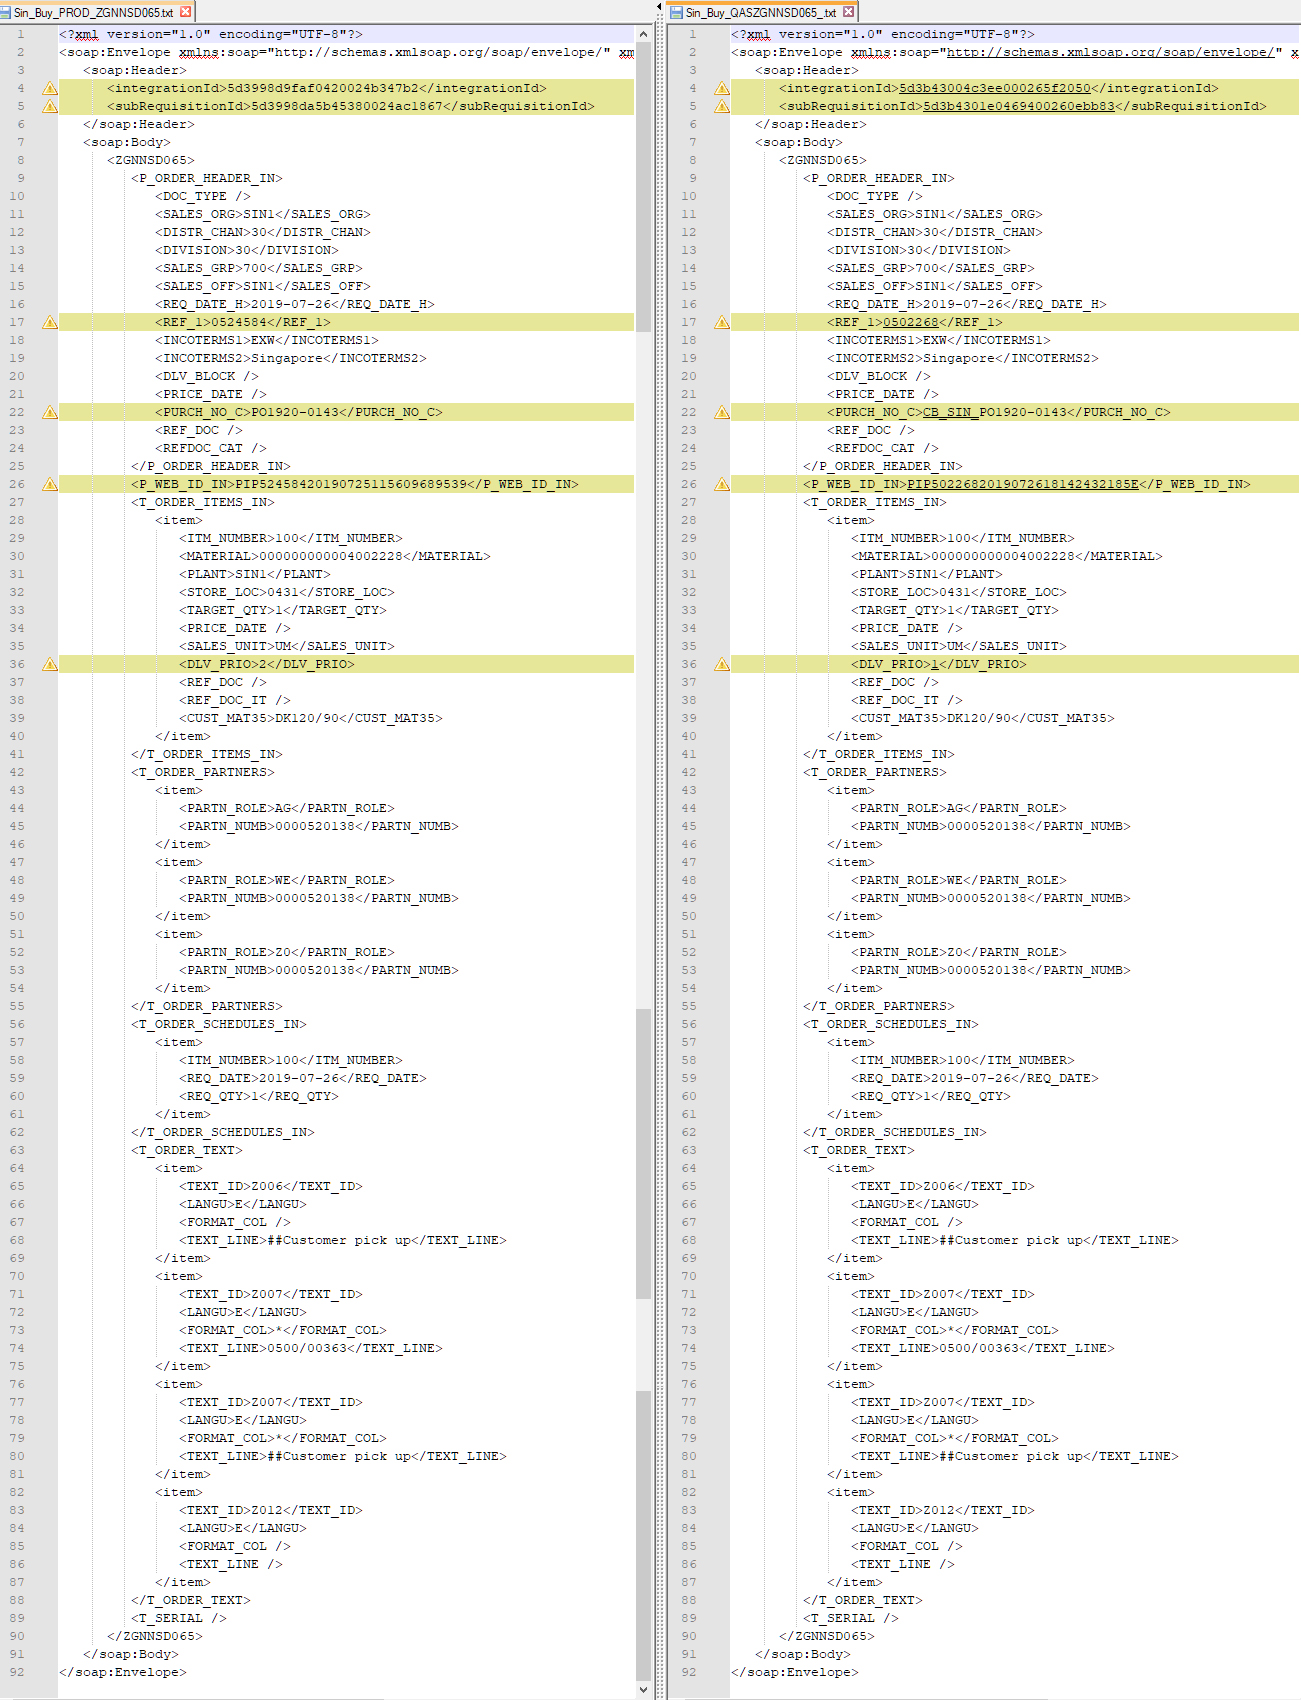 Sin_Buy_PROD_ZGNNSD065.txt
1 <?xml version="1.0" encoding="UTF-8"?>
2 <soap:Envelope xmlns:soap="http://schemas.xmlsoap.org/soap/envelope/" xm
3 <soap:Header>
4 <integrationId>5d3998d9faf0420024b347b2</integrationId>
5 <subRequisitionId>5d3998da5b45380024ac1867</subRequisitionId>
6 </soap:Header>
7 <soap:Body>
8 <ZGNNSD065>
9 <P_ORDER_HEADER_IN>
10 <DOC_TYPE />
11 <SALES_ORG>SIN1</SALES_ORG>
12 <DISTR_CHAN>30</DISTR_CHAN>
13 <DIVISION>30</DIVISION>
14 <SALES_GRP>700</SALES_GRP>
15 <SALES_OFF>SIN1</SALES_OFF>
16 <REQ_DATE_H>2019-07-26</REQ_DATE_H>
17 <REF_1>0524584</REF_1>
18 <INCOTERMS1>EXW</INCOTERMS1>
19 <INCOTERMS2>Singapore</INCOTERMS2>
20 <DLV_BLOCK />
21 <PRICE_DATE />
22 <PURCH_NO_C>PO1920-0143</PURCH_NO_C>
23 <REF_DOC />
24 <REFDOC_CAT />
25 </P_ORDER_HEADER_IN>
26 <P_WEB_ID_IN>PIP52458420190725115609689539</P_WEB_ID_IN>
27 <T_ORDER_ITEMS_IN>
28 <item>
29 <ITM_NUMBER>100</ITM_NUMBER>
30 <MATERIAL>000000000004002228</MATERIAL>
31 <PLANT>SIN1</PLANT>
32 <STORE_LOC>0431</STORE_LOC>
33 <TARGET_QTY>1</TARGET_QTY>
34 <PRICE_DATE />
35 <SALES_UNIT>UM</SALES_UNIT>
36 <DLV_PRIO>2</DLV_PRIO>
37 <REF_DOC />
38 <REF_DOC_IT />
39 <CUST_MAT35>DK120/90</CUST_MAT35>
40 </item>
41 </T_ORDER_ITEMS_IN>
42 <T_ORDER_PARTNERS>
43 <item>
44 <PARTN_ROLE>AG</PARTN_ROLE>
45 <PARTN_NUMB>0000520138</PARTN_NUMB>
46 </item>
47 <item>
48 <PARTN_ROLE>WE</PARTN_ROLE>
49 <PARTN_NUMB>0000520138</PARTN_NUMB>
50 </item>
51 <item>
52 <PARTN_ROLE>Z0</PARTN_ROLE>
53 <PARTN_NUMB>0000520138</PARTN_NUMB>
54 </item>
55 </T_ORDER_PARTNERS>
56 <T_ORDER_SCHEDULES_IN>
57 <item>
58 <ITM_NUMBER>100</ITM_NUMBER>
59 <REQ_DATE>2019-07-26</REQ_DATE>
60 <REQ_QTY>1</REQ_QTY>
61 </item>
62 </T_ORDER_SCHEDULES_IN>
63 <T_ORDER_TEXT>
64 <item>
65 <TEXT_ID>Z006</TEXT_ID>
66 <LANGU>E</LANGU>
67 <FORMAT_COL />
68 <TEXT_LINE>##Customer pick up</TEXT_LINE>
69 </item>
70 <item>
71 <TEXT_ID>Z007</TEXT_ID>
72 <LANGU>E</LANGU>
73 <FORMAT_COL>*</FORMAT_COL>
74 <TEXT_LINE>0500/00363</TEXT_LINE>
75 </item>
76 <item>
77 <TEXT_ID>Z007</TEXT_ID>
78 <LANGU>E</LANGU>
79 <FORMAT_COL>*</FORMAT_COL>
80 <TEXT_LINE>##Customer pick up</TEXT_LINE>
81 </item>
82 <item>
83 <TEXT_ID>Z012</TEXT_ID>
84 <LANGU>E</LANGU>
85 <FORMAT_COL />
86 <TEXT_LINE />
87 </item>
88 </T_ORDER_TEXT>
89 <T_SERIAL />
90 </ZGNNSD065>
91 </soap:Body>
92 </soap:Envelope>
Sin_Buy_QASZGNNSD065_.txt
1 <?xml version="1.0" encoding="UTF-8"?>
2 <soap:Envelope xmlns:soap="http://schemas.xmlsoap.org/soap/envelope/" x
3 <soap:Header>
4 <integrationId>5d3b43004c3ee000265f2050</integrationId>
5 <subRequisitionId>5d3b4301e0469400260ebb83</subRequisitionId>
6 </soap:Header>
7 <soap:Body>
8 <ZGNNSD065>
9 <P_ORDER_HEADER_IN>
10 <DOC_TYPE />
11 <SALES_ORG>SIN1</SALES_ORG>
12 <DISTR_CHAN>30</DISTR_CHAN>
13 <DIVISION>30</DIVISION>
14 <SALES_GRP>700</SALES_GRP>
15 <SALES_OFF>SIN1</SALES_OFF>
16 <REQ_DATE_H>2019-07-26</REQ_DATE_H>
17 <REF_1>0502268</REF_1>
18 <INCOTERMS1>EXW</INCOTERMS1>
19 <INCOTERMS2>Singapore</INCOTERMS2>
20 <DLV_BLOCK />
21 <PRICE_DATE />
22 <PURCH_NO_C>CB_SIN_PO1920-0143</PURCH_NO_C>
23 <REF_DOC />
24 <REFDOC_CAT />
25 </P_ORDER_HEADER_IN>
26 <P_WEB_ID_IN>PIP5022682019072618142432185E</P_WEB_ID_IN>
27 <T_ORDER_ITEMS_IN>
28 <item>
29 <ITM_NUMBER>100</ITM_NUMBER>
30 <MATERIAL>000000000004002228</MATERIAL>
31 <PLANT>SIN1</PLANT>
32 <STORE_LOC>0431</STORE_LOC>
33 <TARGET_QTY>1</TARGET_QTY>
34 <PRICE_DATE />
35 <SALES_UNIT>UM</SALES_UNIT>
36 <DLV_PRIO>1</DLV_PRIO>
37 <REF_DOC />
38 <REF_DOC_IT />
39 <CUST_MAT35>DK120/90</CUST_MAT35>
40 </item>
41 </T_ORDER_ITEMS_IN>
42 <T_ORDER_PARTNERS>
43 <item>
44 <PARTN_ROLE>AG</PARTN_ROLE>
45 <PARTN_NUMB>0000520138</PARTN_NUMB>
46 </item>
47 <item>
48 <PARTN_ROLE>WE</PARTN_ROLE>
49 <PARTN_NUMB>0000520138</PARTN_NUMB>
50 </item>
51 <item>
52 <PARTN_ROLE>Z0</PARTN_ROLE>
53 <PARTN_NUMB>0000520138</PARTN_NUMB>
54 </item>
55 </T_ORDER_PARTNERS>
56 <T_ORDER_SCHEDULES_IN>
57 <item>
58 <ITM_NUMBER>100</ITM_NUMBER>
59 <REQ_DATE>2019-07-26</REQ_DATE>
60 <REQ_QTY>1</REQ_QTY>
61 </item>
62 </T_ORDER_SCHEDULES_IN>
63 <T_ORDER_TEXT>
64 <item>
65 <TEXT_ID>Z006</TEXT_ID>
66 <LANGU>E</LANGU>
67 <FORMAT_COL />
68 <TEXT_LINE>##Customer pick up</TEXT_LINE>
69 </item>
70 <item>
71 <TEXT_ID>Z007</TEXT_ID>
72 <LANGU>E</LANGU>
73 <FORMAT_COL>*</FORMAT_COL>
74 <TEXT_LINE>0500/00363</TEXT_LINE>
75 </item>
76 <item>
77 <TEXT_ID>Z007</TEXT_ID>
78 <LANGU>E</LANGU>
79 <FORMAT_COL>*</FORMAT_COL>
80 <TEXT_LINE>##Customer pick up</TEXT_LINE>
81 </item>
82 <item>
83 <TEXT_ID>Z012</TEXT_ID>
84 <LANGU>E</LANGU>
85 <FORMAT_COL />
86 <TEXT_LINE />
87 </item>
88 </T_ORDER_TEXT>
89 <T_SERIAL />
90 </ZGNNSD065>
91 </soap:Body>
92 </soap:Envelope>